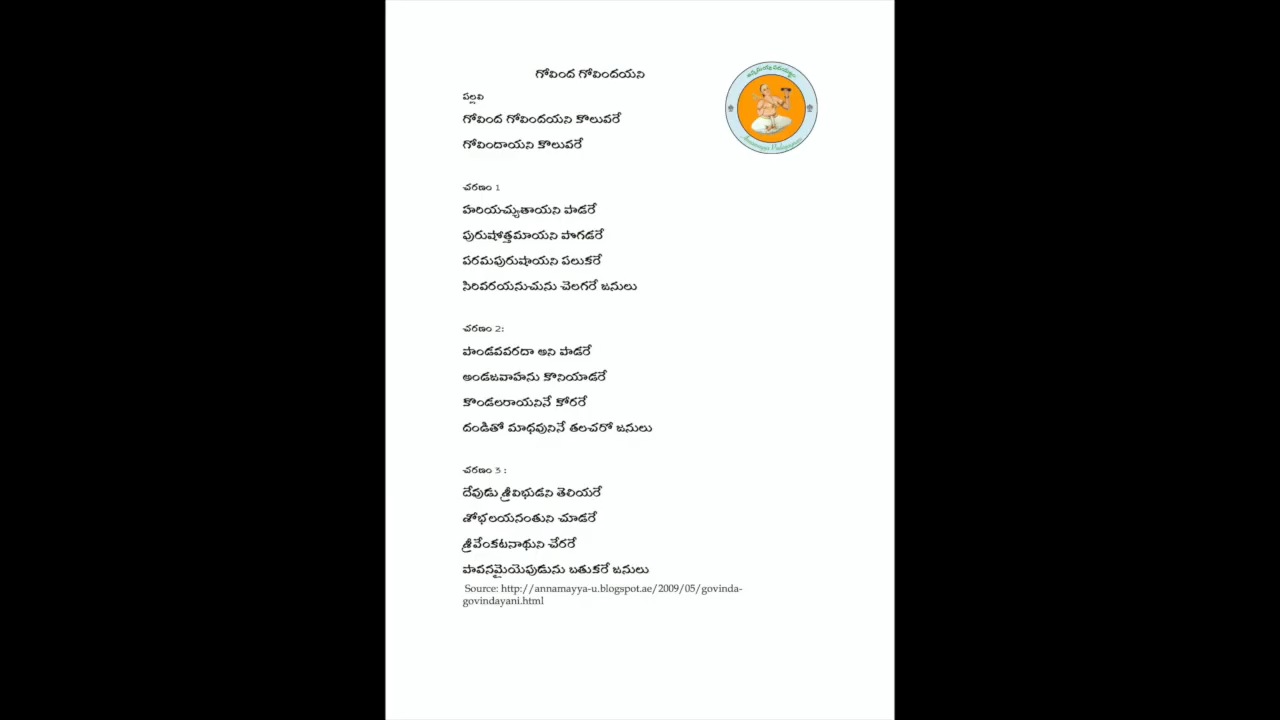 గోవింద గోవిందయని
పల్లవి
గోవింద గోవిందయని కొలువరే
గోవిందాయని కొలువరే
చరణం 1
హరియచ్యుతాయని పాడరే
పురుషోత్తమాయని పొగడరే
పరమపురుషాయని పలుకరే
సిరివరయనుచును చెలగరే జనులు
చరణం 2:
పాండవవరదా అని పాడరే
అండజవాహను కొనియాడరే
కొండలరాయనినే కోరరే
దండితో మాధవునినే తలచరో జనులు
చరణం 3 :
దేవుడు శ్రీవిభుడని తెలియరే
శోభలయనంతుని చూడరే
శ్రీవేంకటనాథుని చేరరే
పావనమైయెపుడును బతుకరే జనులు
Source: http://annamayya-u.blogspot.ae/2009/05/govinda-
govindayani.html